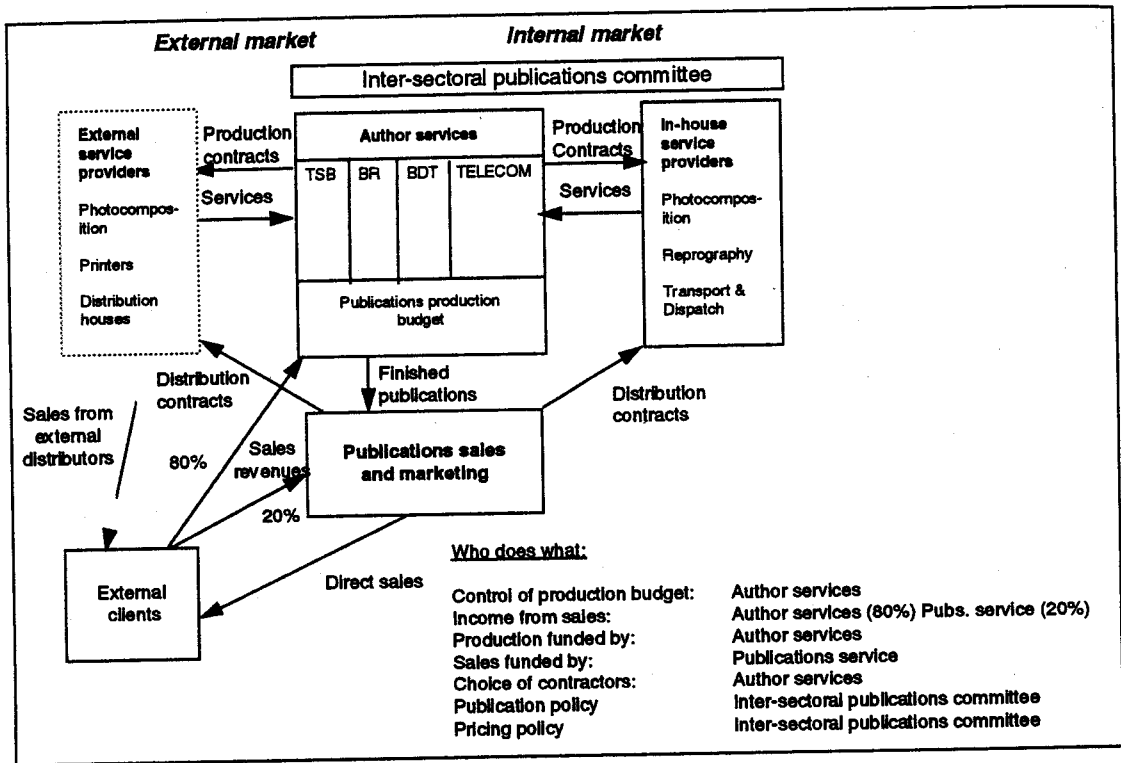 External market
Internal market
Inter-sectoral publications committee
External
service
providers
Photocompos-
ition
Printers
Distribution
houses
Production
contracts
Services
Author services
TSB
BR
BDT
TELECOM
Publications production
budget
Production
Contracts
Services
In-house
service
providers
Photocompos-
ition
Reprography
Transport &
Dispatch
Distribution
contracts
Finished
publications
Distribution
contracts
Sales from
external
distributors
80%
Sales
revenues
20%
Publications sales
and marketing
External
clients
Direct sales
Who does what:
Control of production budget: Author services
Income from sales: Author services (80%) Pubs. service (20%)
Production funded by: Author services
Sales funded by: Publications service
Choice of contractors: Author services
Publication policy Inter-sectoral publications committee
Pricing policy Inter-sectoral publications committee